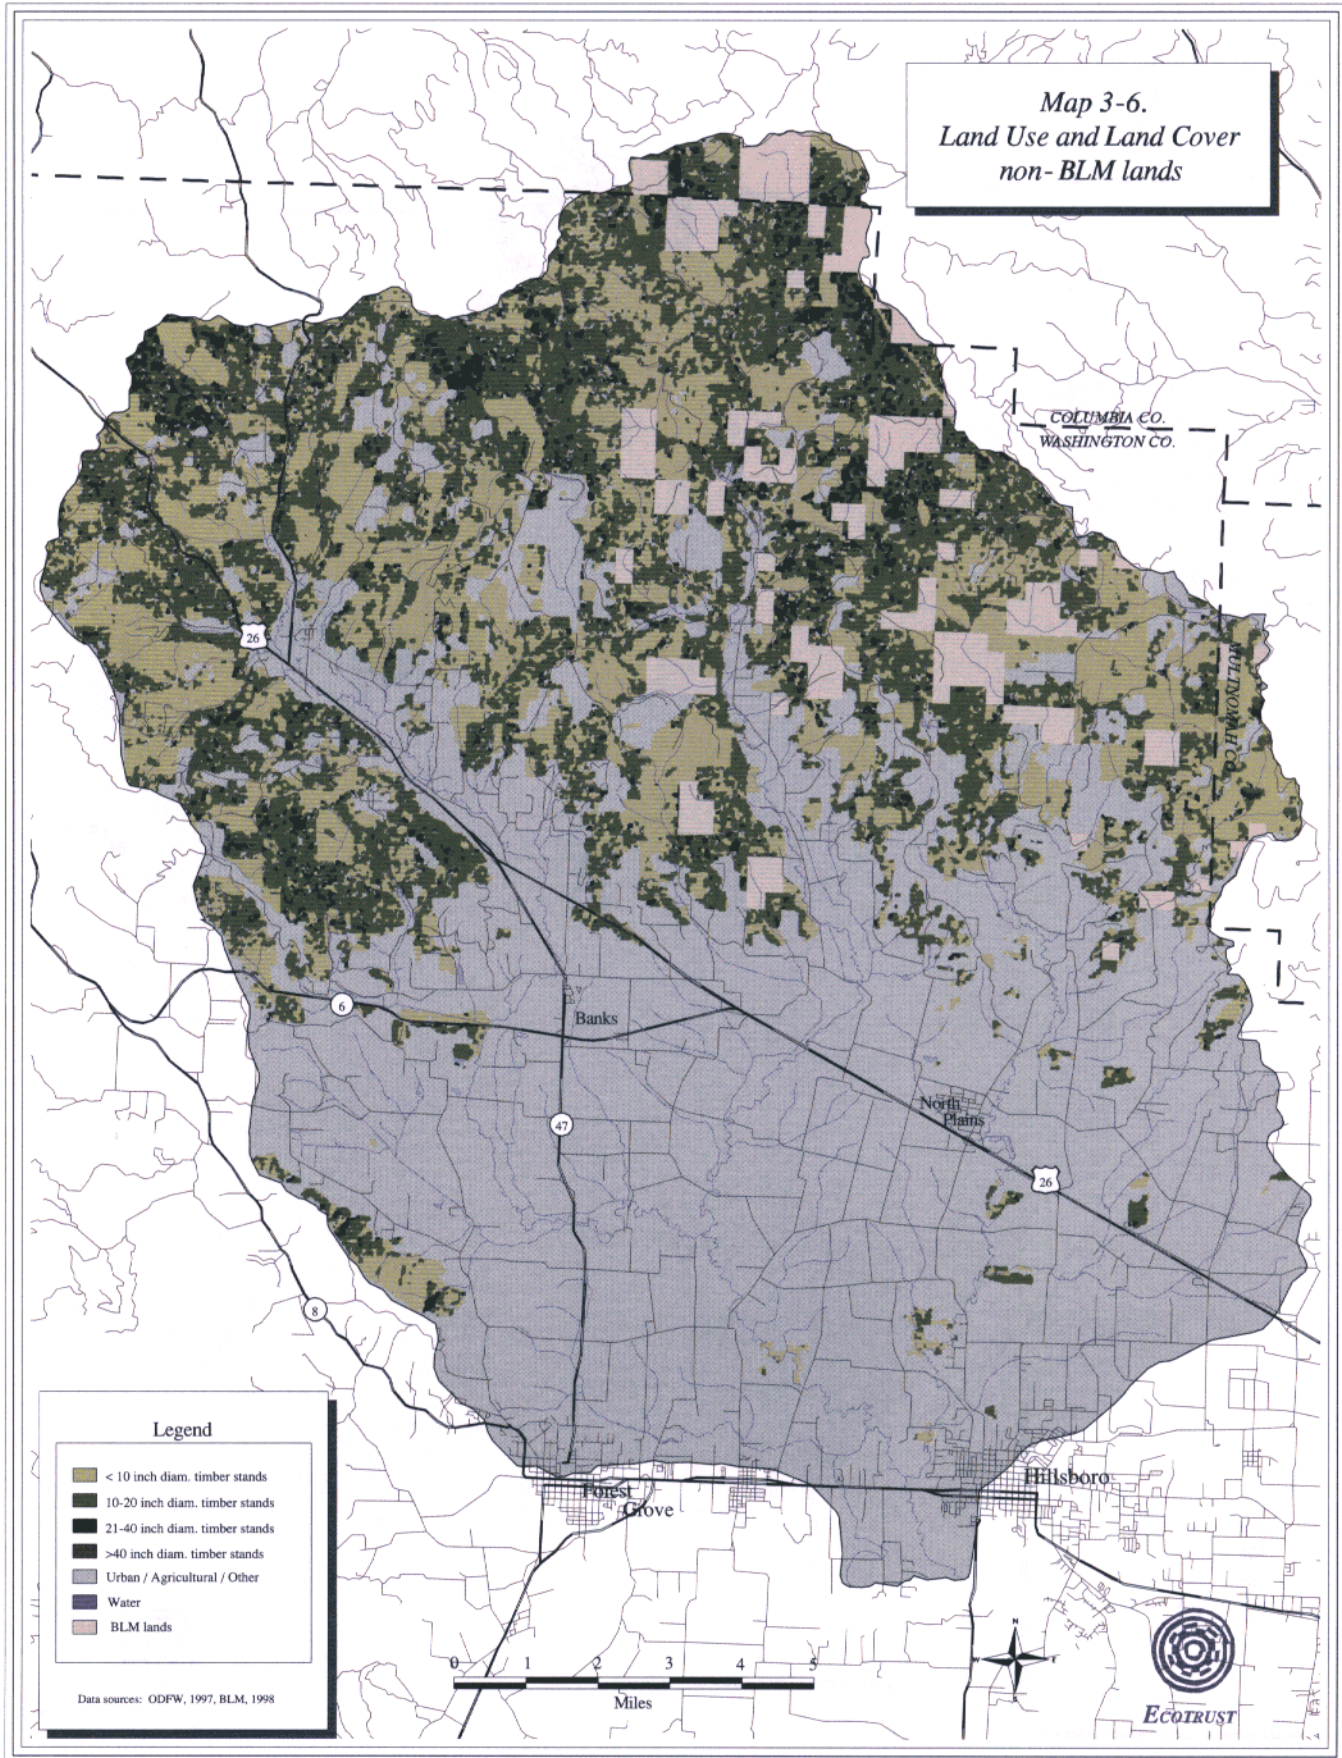 Map 3-6.
Land Use and Land Cover
non- BLM lands
COLUMBIA CO.
WASHINGTON CO.
MULTNOMAH CO.
26
6
Banks
47
North
Plains
26
8
Hillsboro
Forest
Grove
Legend
< 10 inch diam. timber stands
10-20 inch diam. timber stands
21-40 inch diam. timber stands
>40 inch diam. timber stands
Urban / Agricultural / Other
Water
BLM lands
Data sources: ODFW, 1997, BLM, 1998
0 1 2 3 4 5
Miles
N
W E
S
ECOTRUST